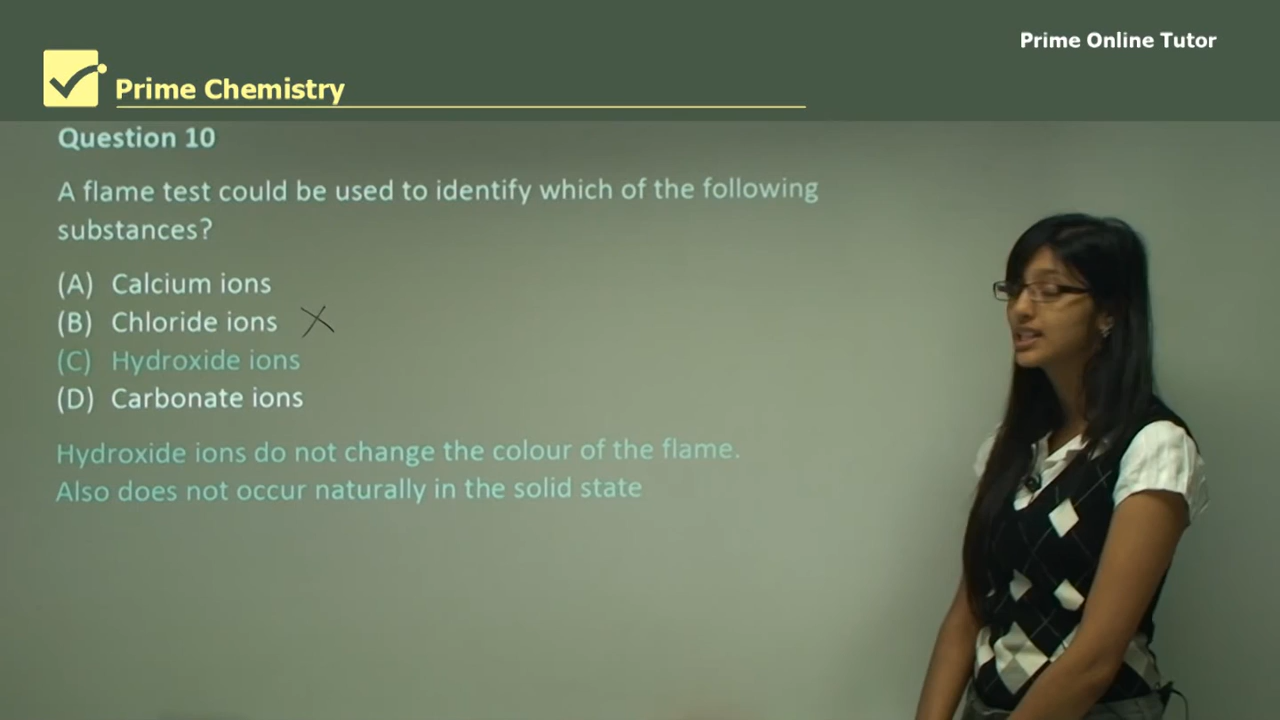 Prime Online Tutor
Prime Chemistry
Question 10
A flame test could be used to identify which of the following
substances?
(A) Calcium ions
(B) Chloride ions
(C) Hydroxide ions
(D) Carbonate ions
Hydroxide ions do not change the colour of the flame.
Also does not occur naturally in the solid state